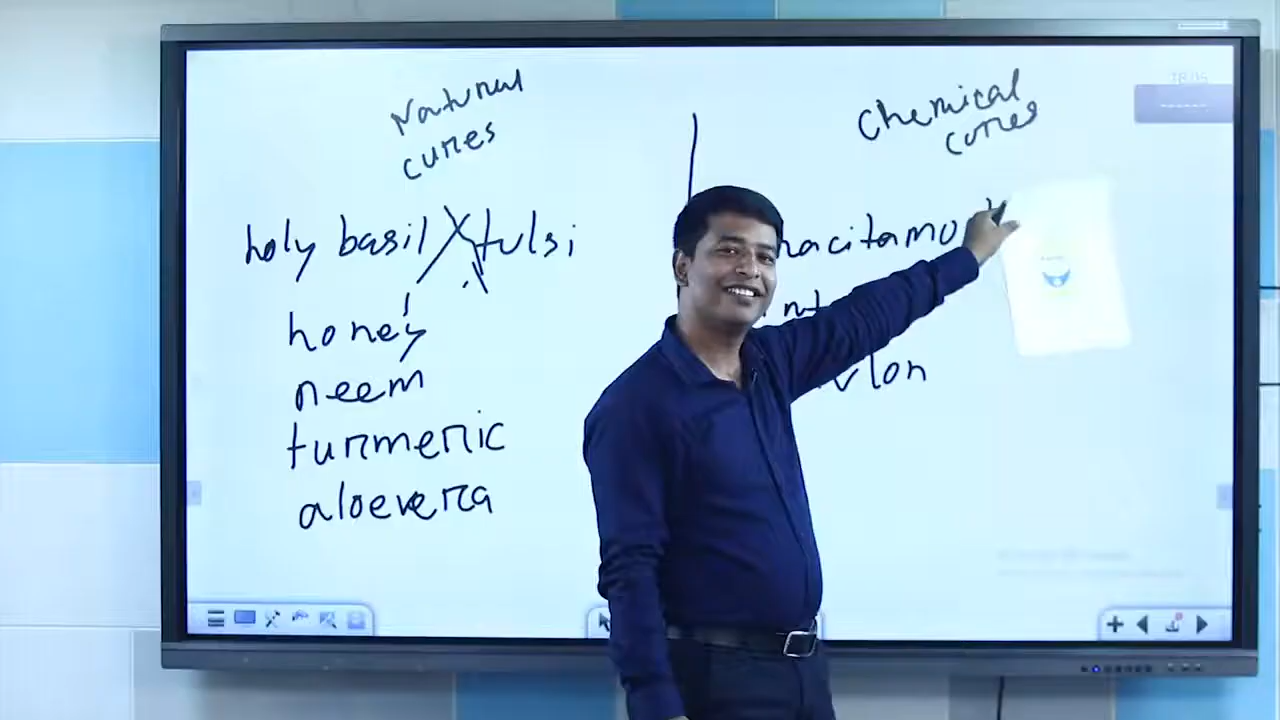 Natural
cures
holy basil tulsi
honey
neem
turmeric
aloevera
Chemical
cures